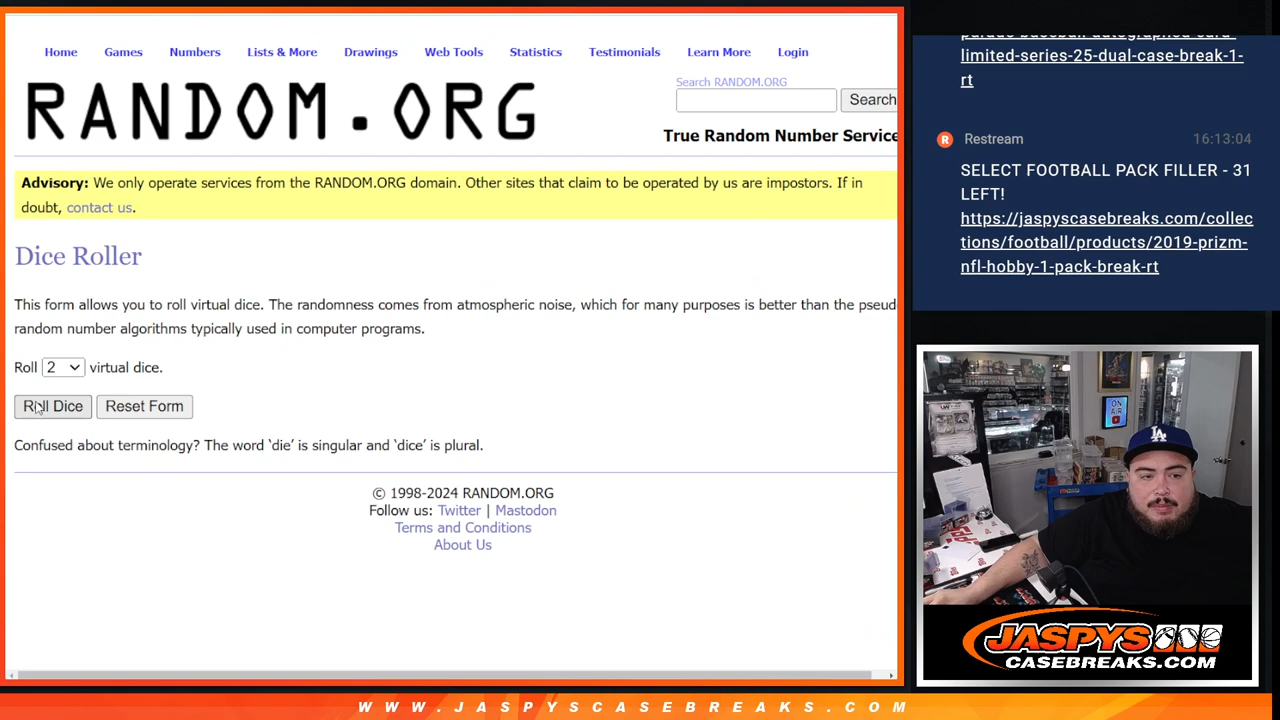 Home Games Numbers Lists & More Drawings Web Tools Statistics Testimonials Learn More Login
RANDOM.ORG
Search RANDOM.ORG
Search
True Random Number Service
Advisory: We only operate services from the RANDOM.ORG domain. Other sites that claim to be operated by us are impostors. If in
doubt, contact us.
Dice Roller
This form allows you to roll virtual dice. The randomness comes from atmospheric noise, which for many purposes is better than the pseudo
random number algorithms typically used in computer programs.
Roll 2 virtual dice.
Roll Dice Reset Form
Confused about terminology? The word ‘die’ is singular and ‘dice’ is plural.
© 1998-2024 RANDOM.ORG
Follow us: Twitter | Mastodon
Terms and Conditions
About Us
limited-series-25-dual-case-break-1-
rt
R Restream 16:13:04
SELECT FOOTBALL PACK FILLER - 31
LEFT!
https://jaspyscasebreaks.com/collec
tions/football/products/2019-prizm-
nfl-hobby-1-pack-break-rt
ON
AIR
LA
JASPYS
CASEBREAKS.COM
WWW.JASPYSCASEBREAKS.COM